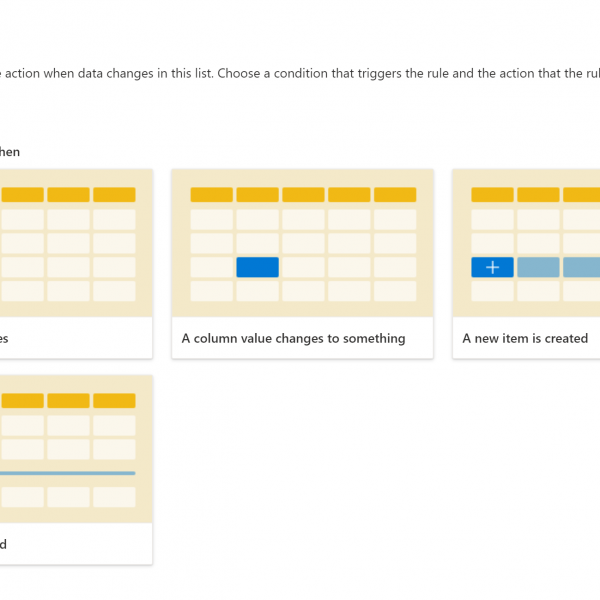 action when data changes in this list. Choose a condition that triggers the rule and the action that the
hen
es
A column value changes to something
A new item is created
d